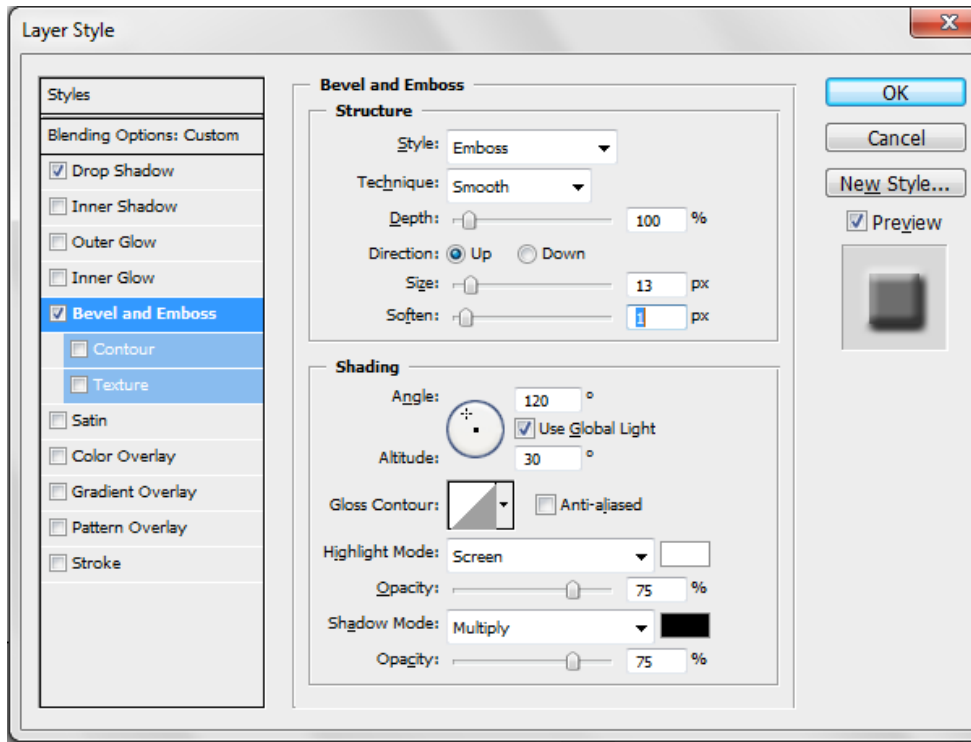 Layer Style
Styles
Blending Options: Custom
Drop Shadow
Inner Shadow
Outer Glow
Inner Glow
Bevel and Emboss
Contour
Texture
Satin
Color Overlay
Gradient Overlay
Pattern Overlay
Stroke
Bevel and Emboss
Structure
Style: Emboss
Technique: Smooth
Depth: 100 %
Direction: Up Down
Size: 13 px
Soften: 1 px
Shading
Angle: 120 °
Use Global Light
Altitude: 30 °
Gloss Contour: Anti-aliased
Highlight Mode: Screen
Opacity: 75 %
Shadow Mode: Multiply
Opacity: 75 %
OK
Cancel
New Style...
Preview